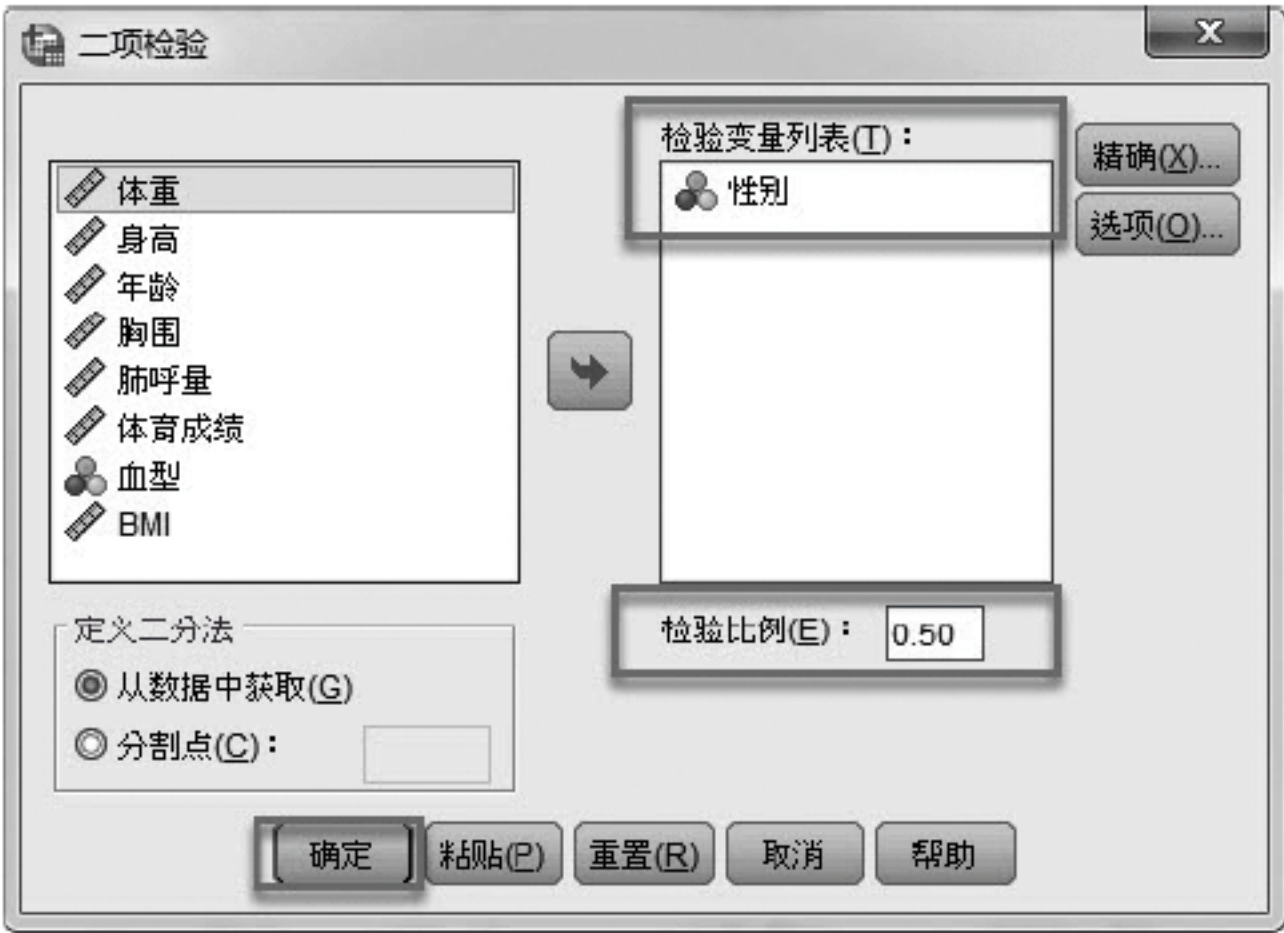 二项检验
检验变量列表(T)：
性别
精确(X)...
选项(O)...
体重
身高
年龄
胸围
肺呼量
体育成绩
血型
BMI
检验比例(E)： 0.50
定义二分法
从数据中获取(G)
分割点(C)：
确定 粘贴(P) 重置(R) 取消 帮助